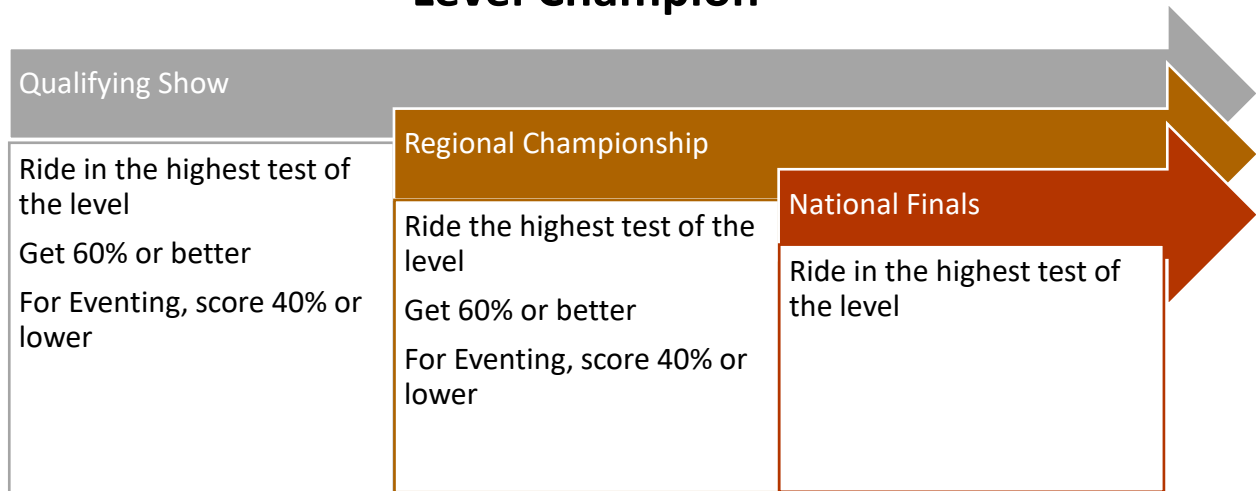 Level Champion
Qualifying Show
Ride in the highest test of
the level
Get 60% or better
For Eventing, score 40% or
lower
Regional Championship
Ride the highest test of the
level
Get 60% or better
For Eventing, score 40% or
lower
National Finals
Ride in the highest test of
the level